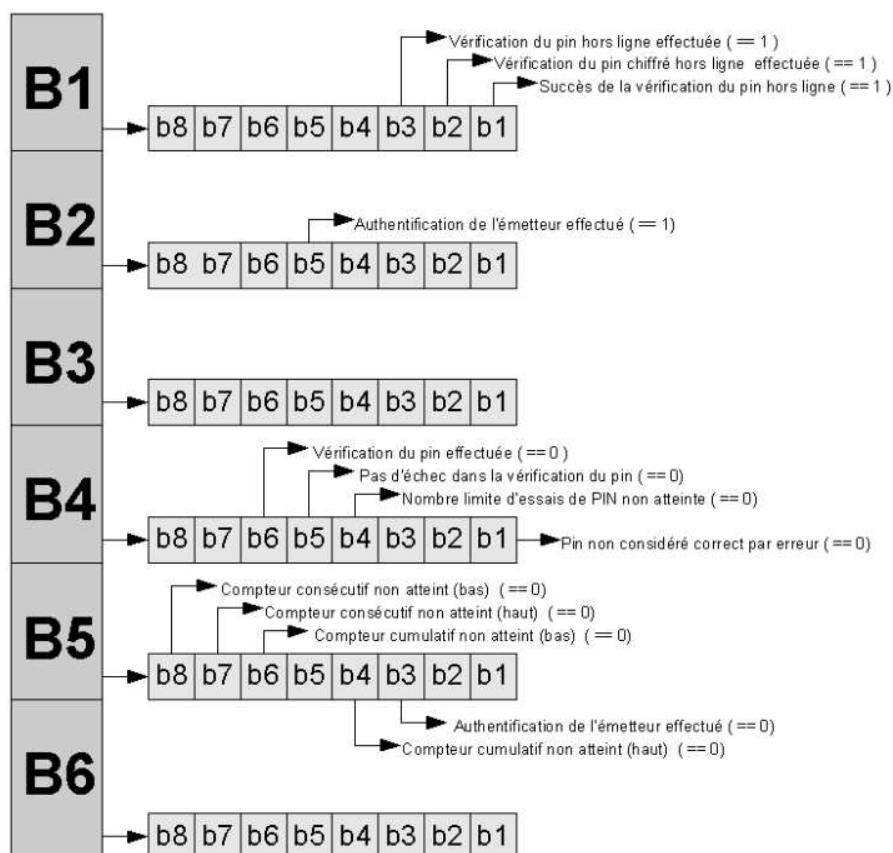 Vérification du pin hors ligne effectuée ( == 1 )
Vérification du pin chiffré hors ligne effectuée ( == 1 )
Succès de la vérification du pin hors ligne ( == 1 )
B1
b8 b7 b6 b5 b4 b3 b2 b1
Authentification de l'émetteur effectué ( == 1)
B2
b8 b7 b6 b5 b4 b3 b2 b1
B3
b8 b7 b6 b5 b4 b3 b2 b1
Vérification du pin effectuée ( == 0 )
Pas d'échec dans la vérification du pin ( == 0)
Nombre limite d'essais de PIN non atteinte ( == 0)
B4
b8 b7 b6 b5 b4 b3 b2 b1
Pin non considéré correct par erreur ( == 0)
Compteur consécutif non atteint (bas) ( == 0)
Compteur consécutif non atteint (haut) ( == 0)
Compteur cumulatif non atteint (bas) ( == 0)
B5
b8 b7 b6 b5 b4 b3 b2 b1
Authentification de l'émetteur effectué ( == 0)
Compteur cumulatif non atteint (haut) ( == 0)
B6
b8 b7 b6 b5 b4 b3 b2 b1